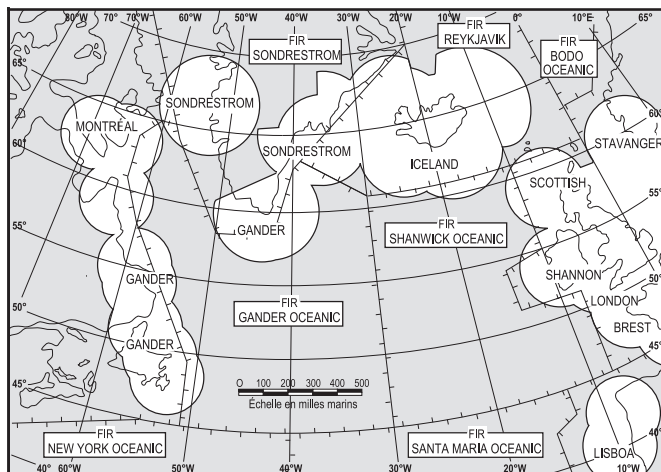 80°W 70°W 60°W 50°W 40°W 30°W 20°W 10°W 0° 10°E 20°E
65°
60°
55°
50°
45°
FIR
SONDRESTROM
FIR
REYKJAVIK
FIR
BODO
OCEANIC
65°
60°
55°
50°
45°
40°
SONDRESTROM
MONTRÉAL
STAVANGER
SONDRESTROM
ICELAND
SCOTTISH
GANDER
FIR
SHANWICK OCEANIC
SHANNON
GANDER
FIR
GANDER OCEANIC
LONDON
BREST
GANDER
0 100 200 300 400 500
Échelle en milles marins
FIR
NEW YORK OCEANIC
FIR
SANTA MARIA OCEANIC
LISBOA
40° 60°W 50°W 40°W 30°W 20°W 10°W